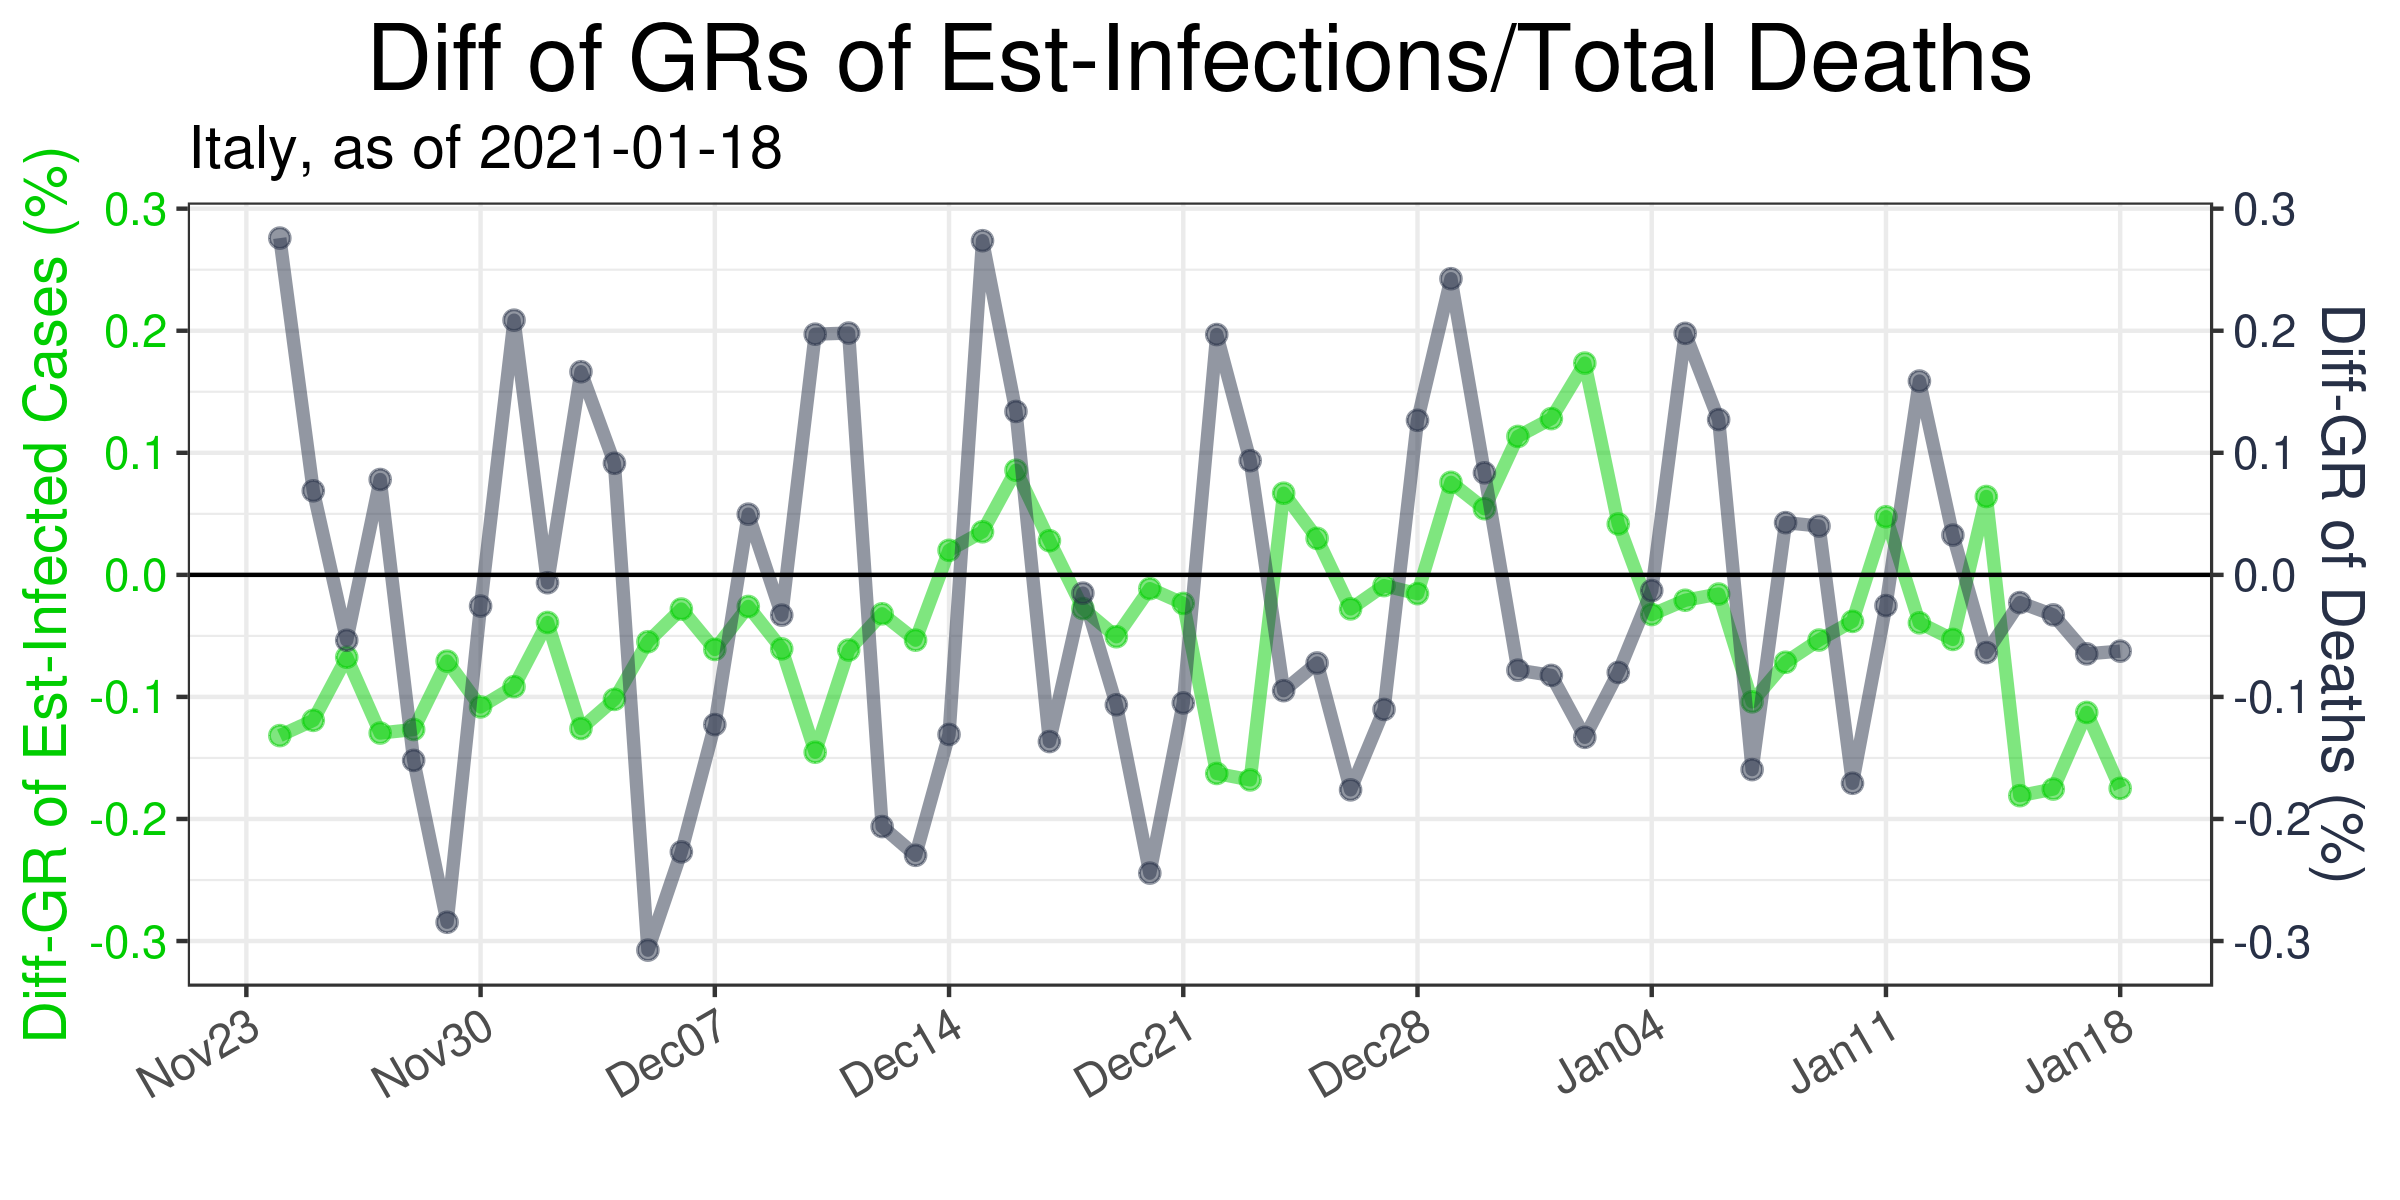 Diff of GRs of Est-Infections/Total Deaths
Italy, as of 2021-01-18
Diff-GR of Est-Infected Cases (%)
0.3
0.2
0.1
0.0
-0.1
-0.2
-0.3
0.3
0.2
0.1
0.0
-0.1
-0.2
-0.3
Diff-GR of Deaths (%)
Nov23
Nov30
Dec07
Dec14
Dec21
Dec28
Jan04
Jan11
Jan18